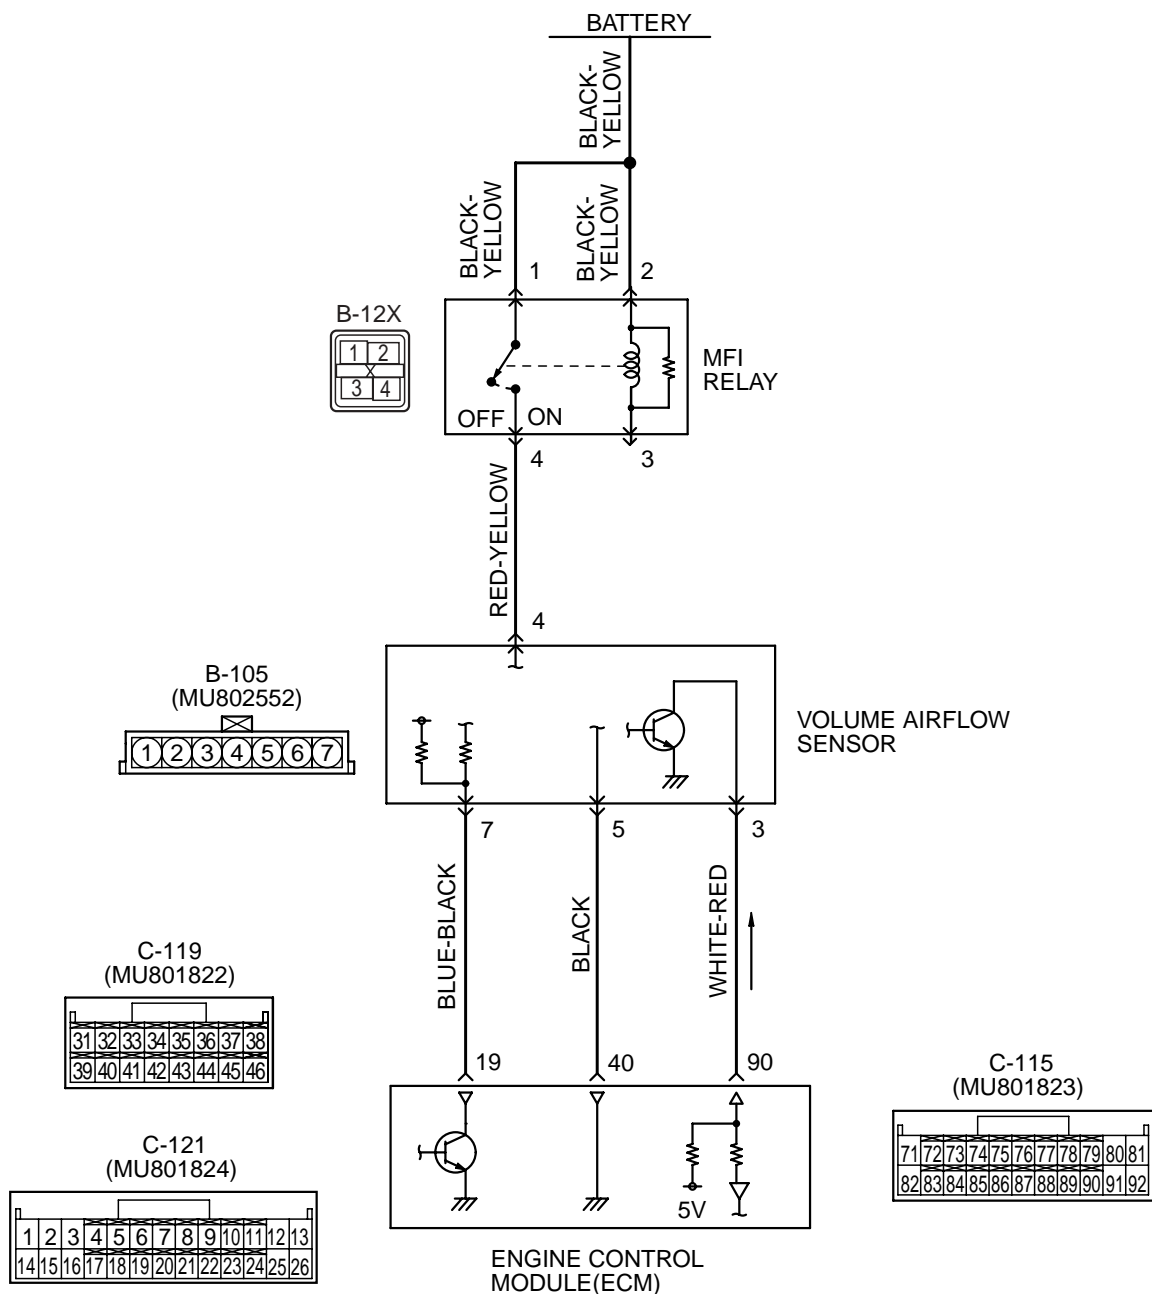 BATTERY
BLACK-
YELLOW
BLACK-
YELLOW
BLACK-
YELLOW
1
2
B-12X
1 2
X
3 4
MFI
RELAY
OFF ON
4
3
RED-YELLOW
4
B-105
(MU802552)
1 2 3 4 5 6 7
VOLUME AIRFLOW
SENSOR
7
5
3
BLUE-BLACK
BLACK
WHITE-RED
C-119
(MU801822)
31 32 33 34 35 36 37 38
39 40 41 42 43 44 45 46
19
40
90
C-115
(MU801823)
71 72 73 74 75 76 77 78 79 80 81
82 83 84 85 86 87 88 89 90 91 92
C-121
(MU801824)
1 2 3 4 5 6 7 8 9 10 11 12 13
14 15 16 17 18 19 20 21 22 23 24 25 26
5V
ENGINE CONTROL
MODULE(ECM)